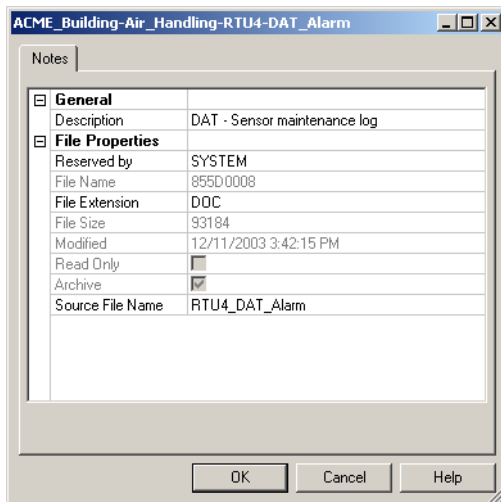 ACME_Building-Air_Handling-RTU4-DAT_Alarm
Notes
General
Description DAT - Sensor maintenance log
File Properties
Reserved by SYSTEM
File Name 855D0008
File Extension DOC
File Size 93184
Modified 12/11/2003 3:42:15 PM
Read Only
Archive
Source File Name RTU4_DAT_Alarm
OK Cancel Help